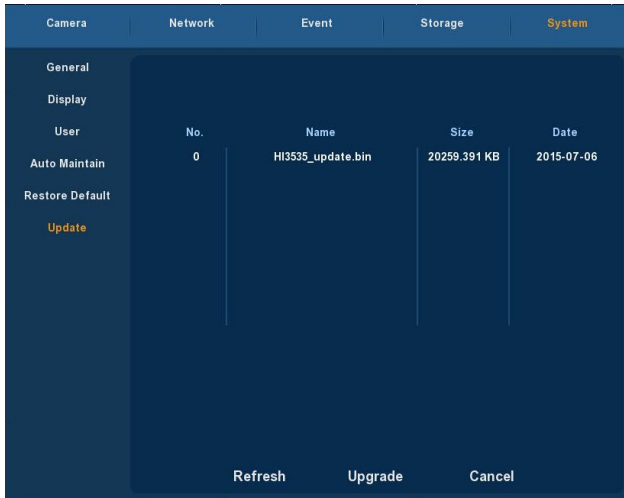 Camera Network Event Storage System
General
Display
User
Auto Maintain
Restore Default
Update
No. Name Size Date
0 HI3535_update.bin 20259.391 KB 2015-07-06
Refresh Upgrade Cancel